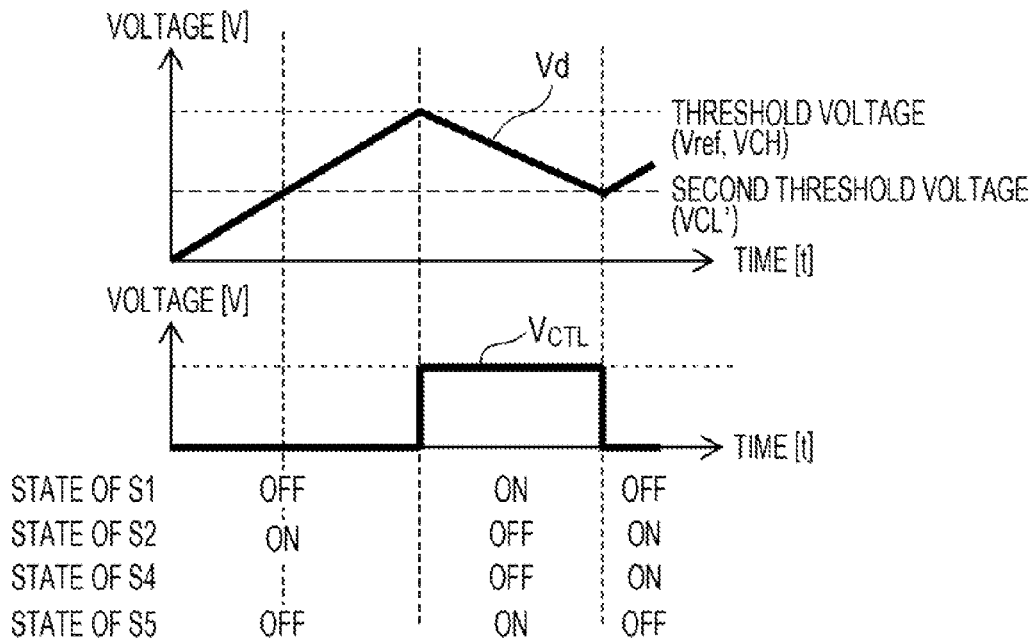 VOLTAGE [V]
Vd
THRESHOLD VOLTAGE
(Vref, VCH)
SECOND THRESHOLD VOLTAGE
(VCL')
TIME [t]
VOLTAGE [V]
VCTL
TIME [t]
STATE OF S1 OFF ON OFF
STATE OF S2 ON OFF ON
STATE OF S4 OFF ON
STATE OF S5 OFF ON OFF